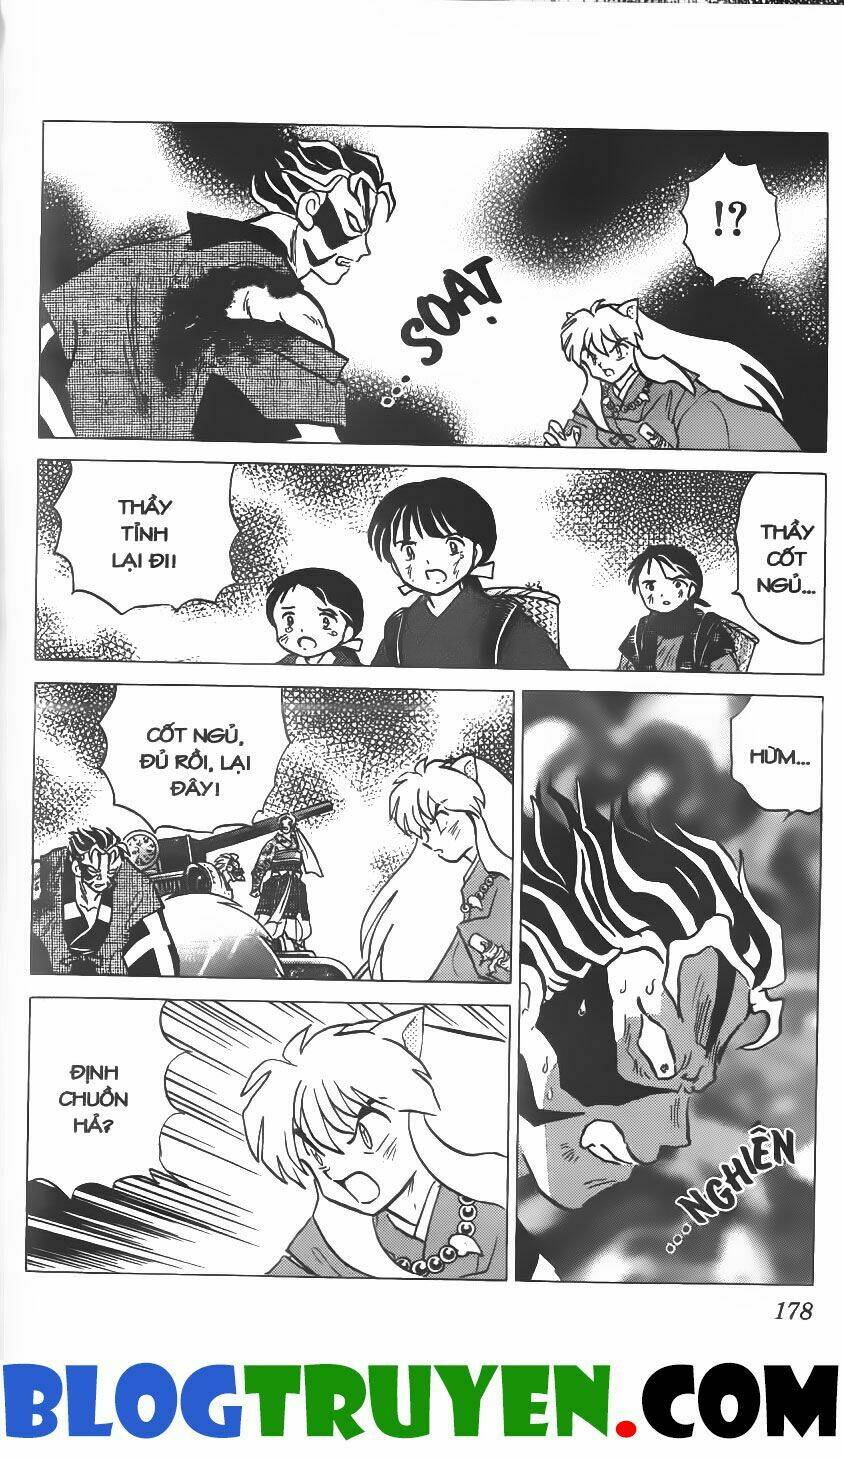 !?
SOẠT
THẦY
CỐT
NGỦ...
THẦY
TỈNH
LẠI ĐI!
CỐT NGỦ,
ĐỦ RỒI, LẠI
ĐÂY!
HỪM...
...NGHIÊN
ĐỊNH
CHUỒN
HẢ?
178
BLOGTRUYEN.COM